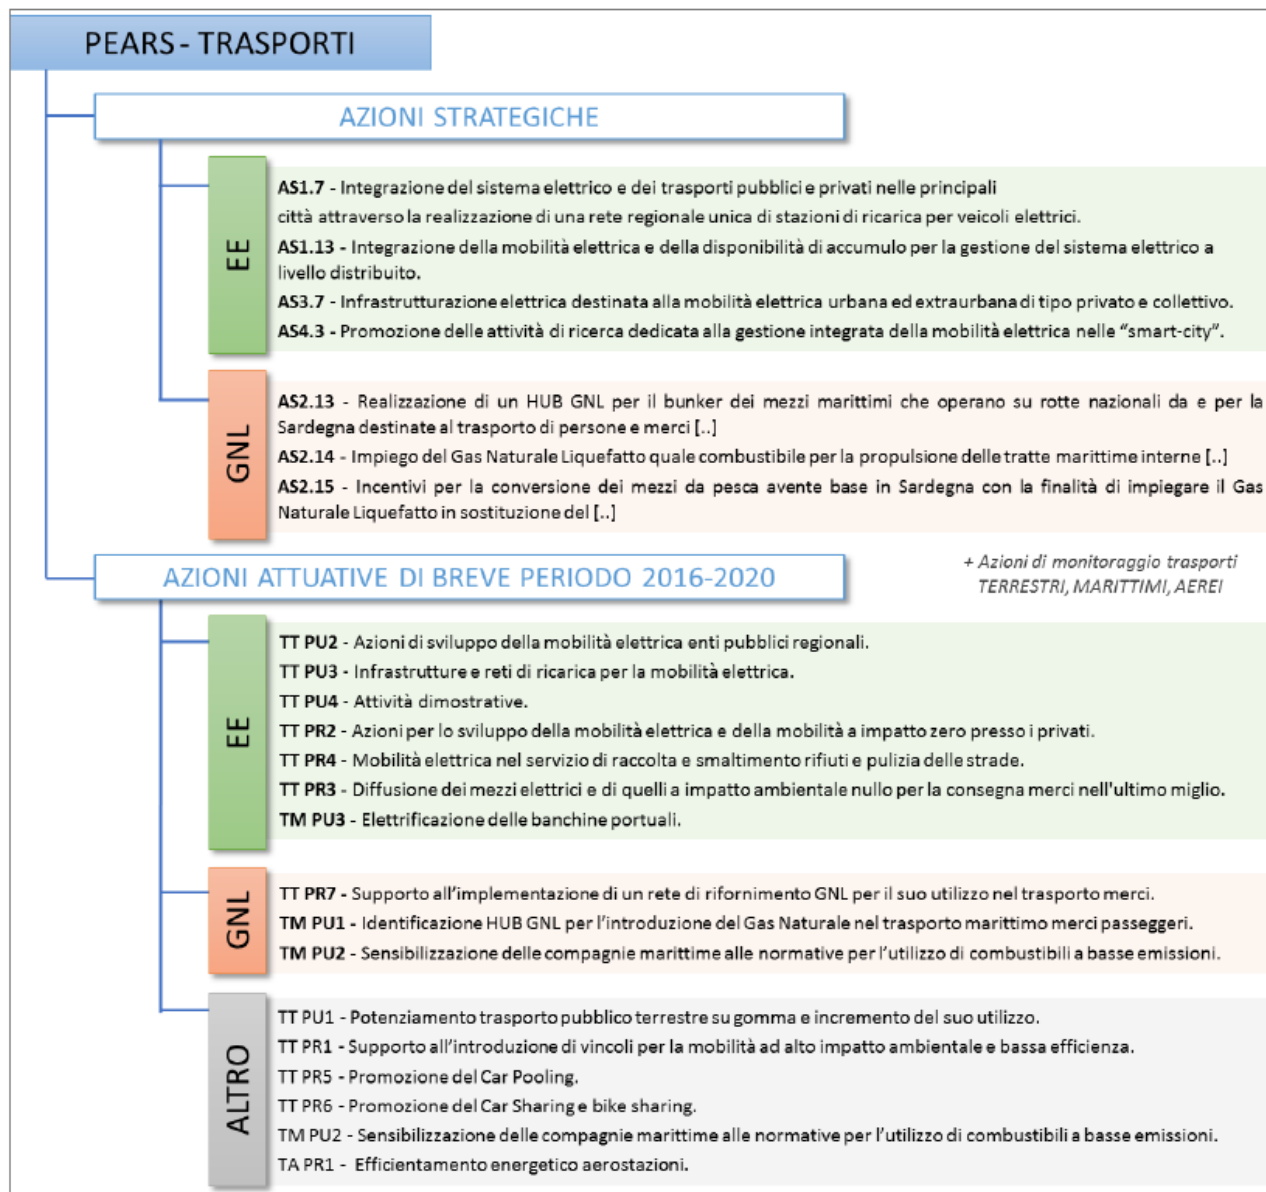 PEARS - TRASPORTI
AZIONI STRATEGICHE
EE
AS1.7 - Integrazione del sistema elettrico e dei trasporti pubblici e privati nelle principali
città attraverso la realizzazione di una rete regionale unica di stazioni di ricarica per veicoli elettrici.
AS1.13 - Integrazione della mobilità elettrica e della disponibilità di accumulo per la gestione del sistema elettrico a
livello distribuito.
AS3.7 - Infrastrutturazione elettrica destinata alla mobilità elettrica urbana ed extraurbana di tipo privato e collettivo.
AS4.3 - Promozione delle attività di ricerca dedicata alla gestione integrata della mobilità elettrica nelle “smart-city”.
GNL
AS2.13 - Realizzazione di un HUB GNL per il bunker dei mezzi marittimi che operano su rotte nazionali da e per la
Sardegna destinate al trasporto di persone e merci [..]
AS2.14 - Impiego del Gas Naturale Liquefatto quale combustibile per la propulsione delle tratte marittime interne [..]
AS2.15 - Incentivi per la conversione dei mezzi da pesca avente base in Sardegna con la finalità di impiegare il Gas
Naturale Liquefatto in sostituzione del [..]
AZIONI ATTUATIVE DI BREVE PERIODO 2016-2020
+ Azioni di monitoraggio trasporti
TERRESTRI, MARITTIMI, AEREI
EE
TT PU2 - Azioni di sviluppo della mobilità elettrica enti pubblici regionali.
TT PU3 - Infrastrutture e reti di ricarica per la mobilità elettrica.
TT PU4 - Attività dimostrative.
TT PR2 - Azioni per lo sviluppo della mobilità elettrica e della mobilità a impatto zero presso i privati.
TT PR4 - Mobilità elettrica nel servizio di raccolta e smaltimento rifiuti e pulizia delle strade.
TT PR3 - Diffusione dei mezzi elettrici e di quelli a impatto ambientale nullo per la consegna merci nell'ultimo miglio.
TM PU3 - Elettrificazione delle banchine portuali.
GNL
TT PR7 - Supporto all’implementazione di un rete di rifornimento GNL per il suo utilizzo nel trasporto merci.
TM PU1 - Identificazione HUB GNL per l’introduzione del Gas Naturale nel trasporto marittimo merci passeggeri.
TM PU2 - Sensibilizzazione delle compagnie marittime alle normative per l’utilizzo di combustibili a basse emissioni.
ALTRO
TT PU1 - Potenziamento trasporto pubblico terrestre su gomma e incremento del suo utilizzo.
TT PR1 - Supporto all’introduzione di vincoli per la mobilità ad alto impatto ambientale e bassa efficienza.
TT PR5 - Promozione del Car Pooling.
TT PR6 - Promozione del Car Sharing e bike sharing.
TM PU2 - Sensibilizzazione delle compagnie marittime alle normative per l’utilizzo di combustibili a basse emissioni.
TA PR1 - Efficientamento energetico aerostazioni.